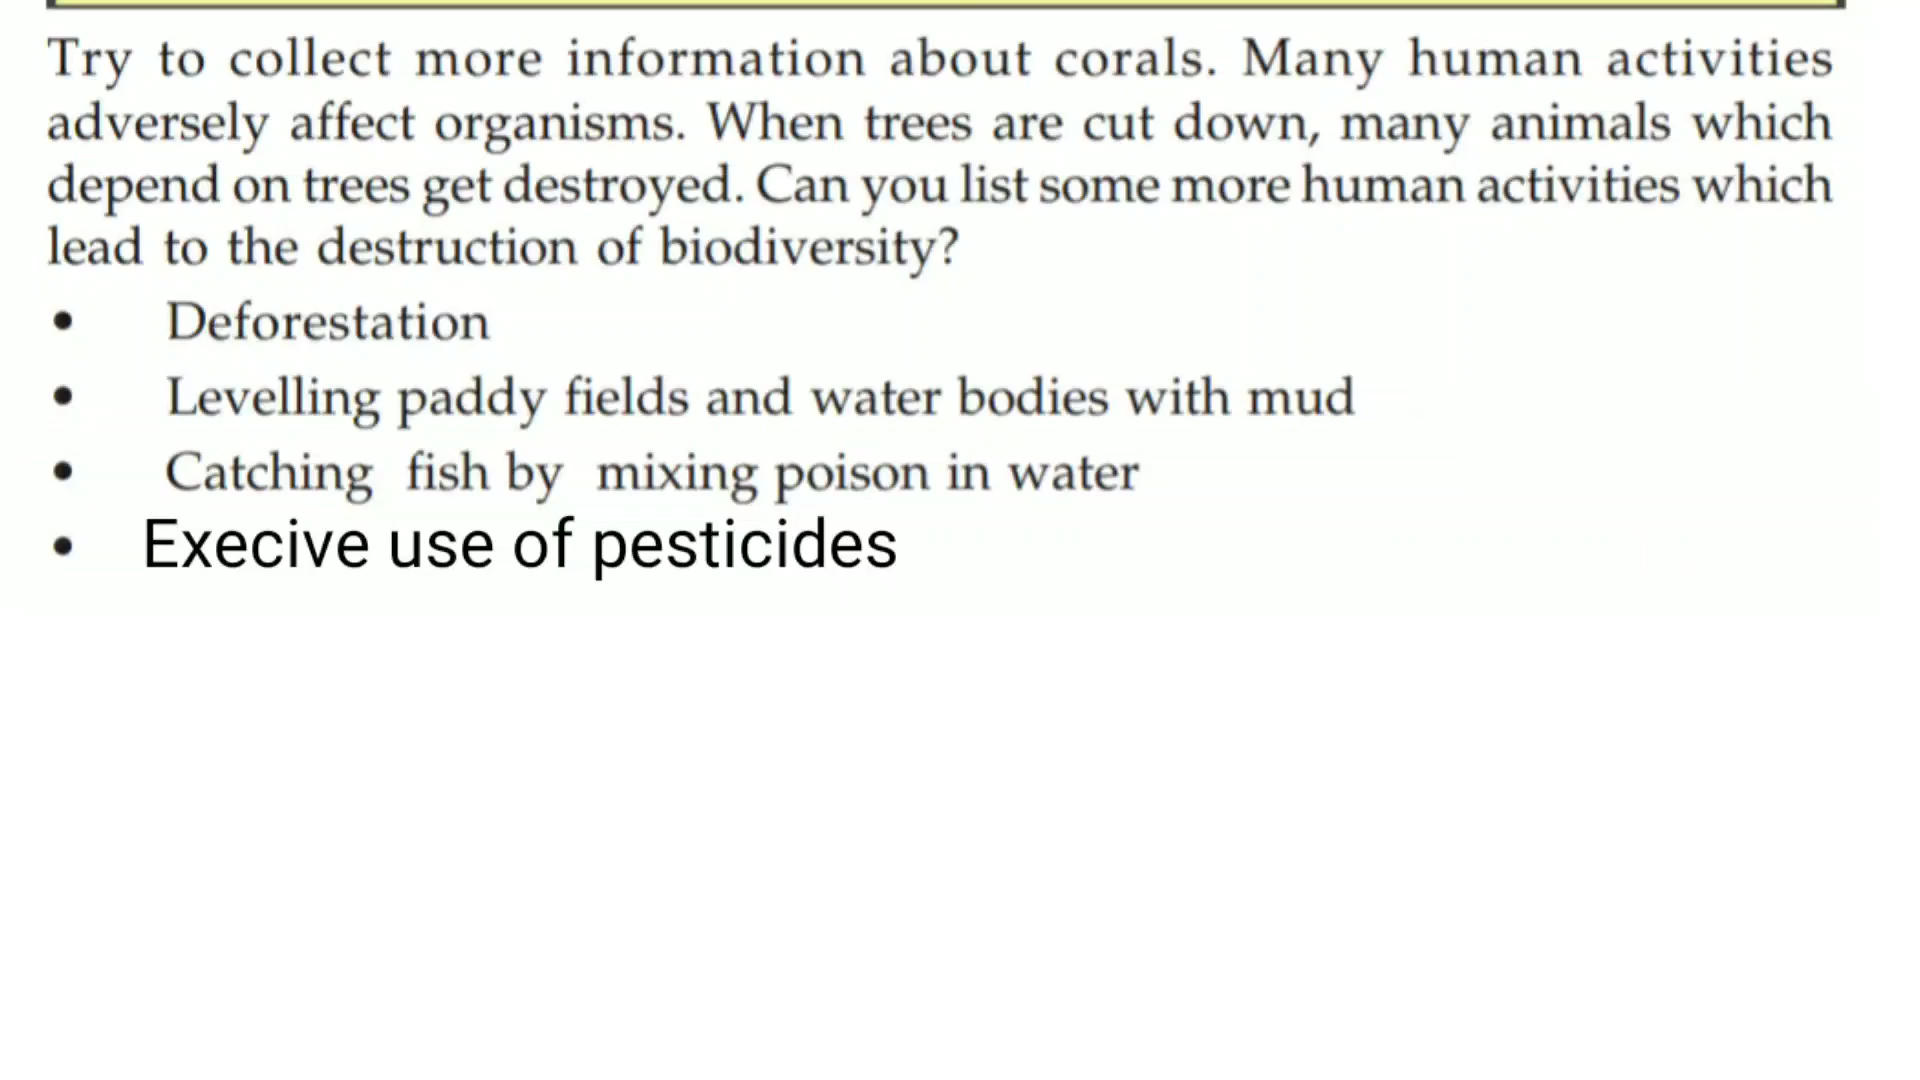 Try to collect more information about corals. Many human activities
adversely affect organisms. When trees are cut down, many animals which
depend on trees get destroyed. Can you list some more human activities which
lead to the destruction of biodiversity?
• Deforestation
• Levelling paddy fields and water bodies with mud
• Catching fish by mixing poison in water
• Execive use of pesticides